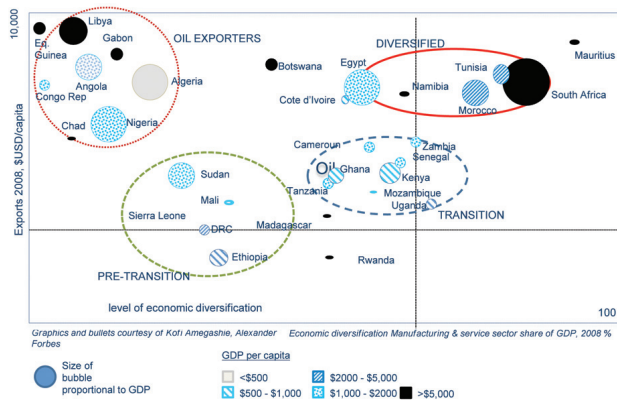 10,000
Exports 2008, $USD/capita
Libya
Eq.
Guinea
Gabon
OIL EXPORTERS
DIVERSIFIED
Mauritius
Angola
Algeria
Botswana
Egypt
Tunisia
Congo Rep
Cote d'Ivoire
Namibia
Morocco
South Africa
Chad
Nigeria
Cameroun
Zambia
Senegal
Sudan
Oil
Ghana
Kenya
Tanzania
Mali
Mozambique
Uganda
Sierra Leone
Madagascar
TRANSITION
DRC
Ethiopia
Rwanda
PRE-TRANSITION
level of economic diversification
100
Graphics and bullets courtesy of Kofi Amegashie, Alexander
Forbes
Economic diversification Manufacturing & service sector share of GDP, 2008 %
Size of
bubble
proportional to GDP
GDP per capita
<$500
$2000 - $5,000
$500 - $1,000
$1,000 - $2000
>$5,000